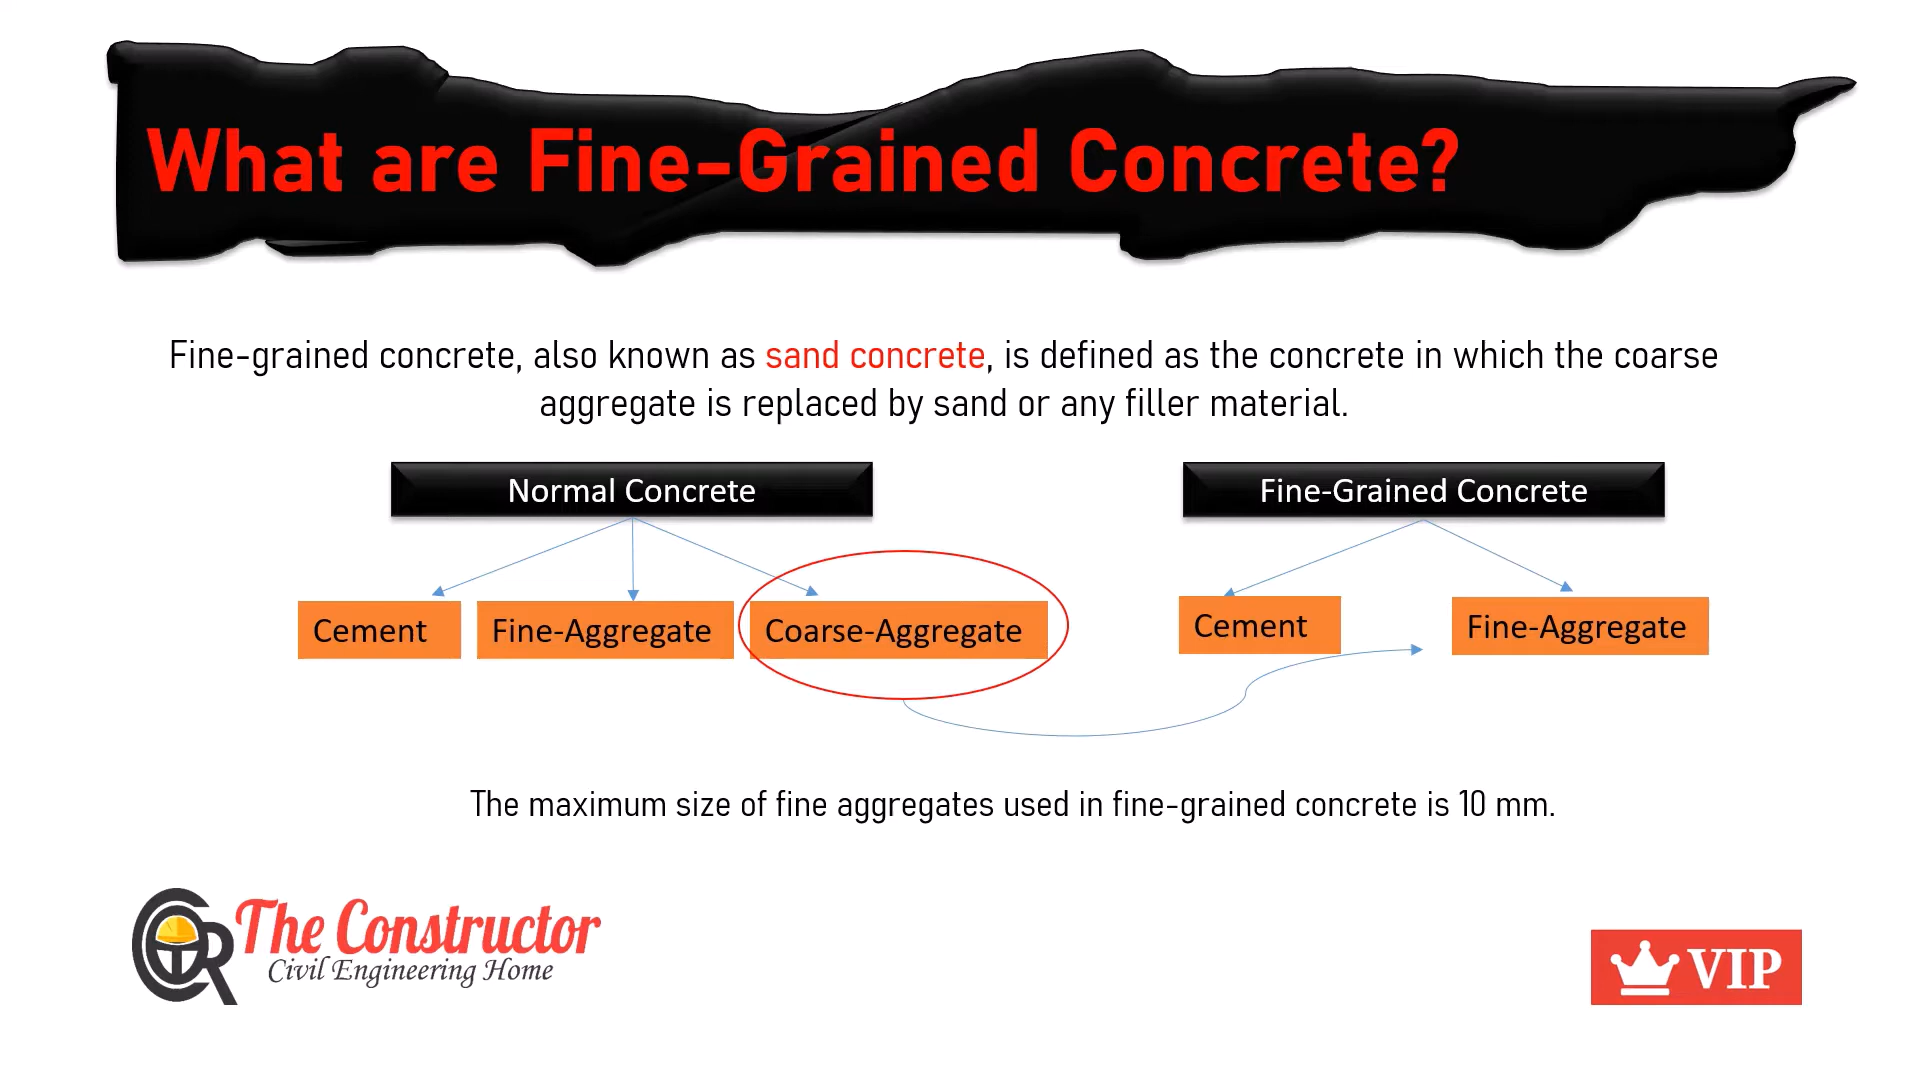 What are Fine-Grained Concrete?
Fine-grained concrete, also known as sand concrete, is defined as the concrete in which the coarse
aggregate is replaced by sand or any filler material.
Normal Concrete
Fine-Grained Concrete
Cement
Fine-Aggregate
Coarse-Aggregate
Cement
Fine-Aggregate
The maximum size of fine aggregates used in fine-grained concrete is 10 mm.
The Constructor
Civil Engineering Home
VIP